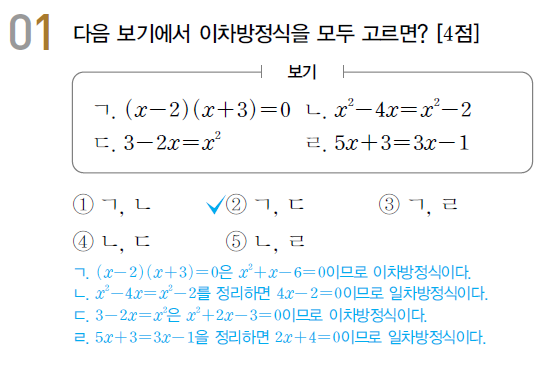 01 다음 보기에서 이차방정식을 모두 고르면? [4점]
보기
ㄱ. (x-2)(x+3)=0 ㄴ. x²-4x=x²-2
ㄷ. 3-2x=x² ㄹ. 5x+3=3x-1
① ㄱ, ㄴ ② ㄱ, ㄷ ③ ㄱ, ㄹ
④ ㄴ, ㄷ ⑤ ㄴ, ㄹ
ㄱ. (x-2)(x+3)=0은 x²+x-6=0이므로 이차방정식이다.
ㄴ. x²-4x=x²-2를 정리하면 4x-2=0이므로 일차방정식이다.
ㄷ. 3-2x=x²은 x²+2x-3=0이므로 이차방정식이다.
ㄹ. 5x+3=3x-1을 정리하면 2x+4=0이므로 일차방정식이다.